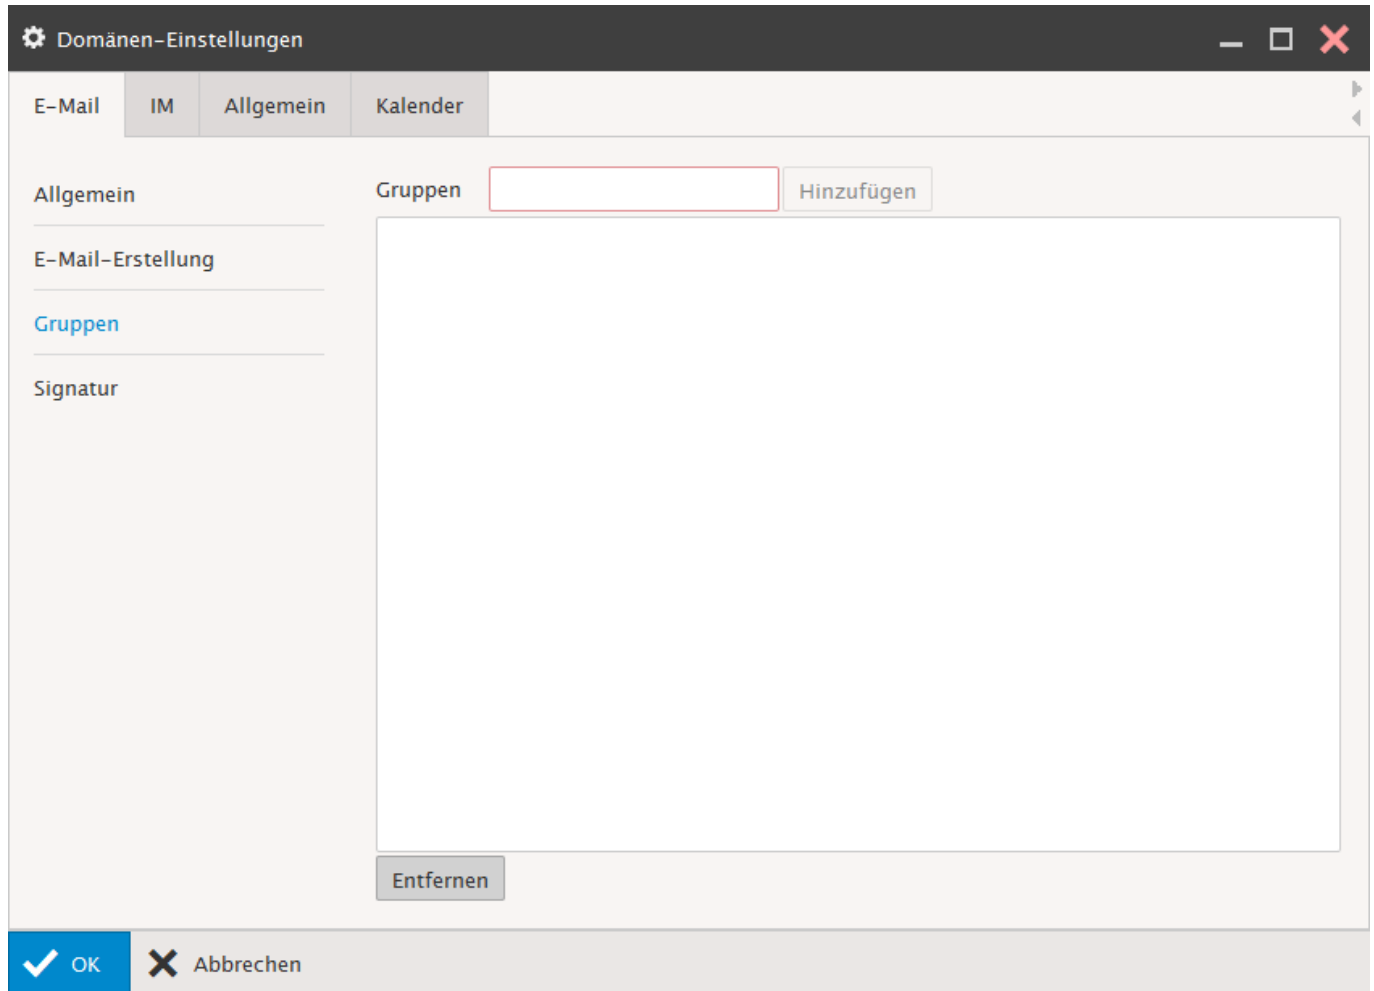 Domänen-Einstellungen
E-Mail IM Allgemein Kalender
Allgemein
E-Mail-Erstellung
Gruppen
Signatur
Gruppen Hinzufügen
Entfernen
OK Abbrechen